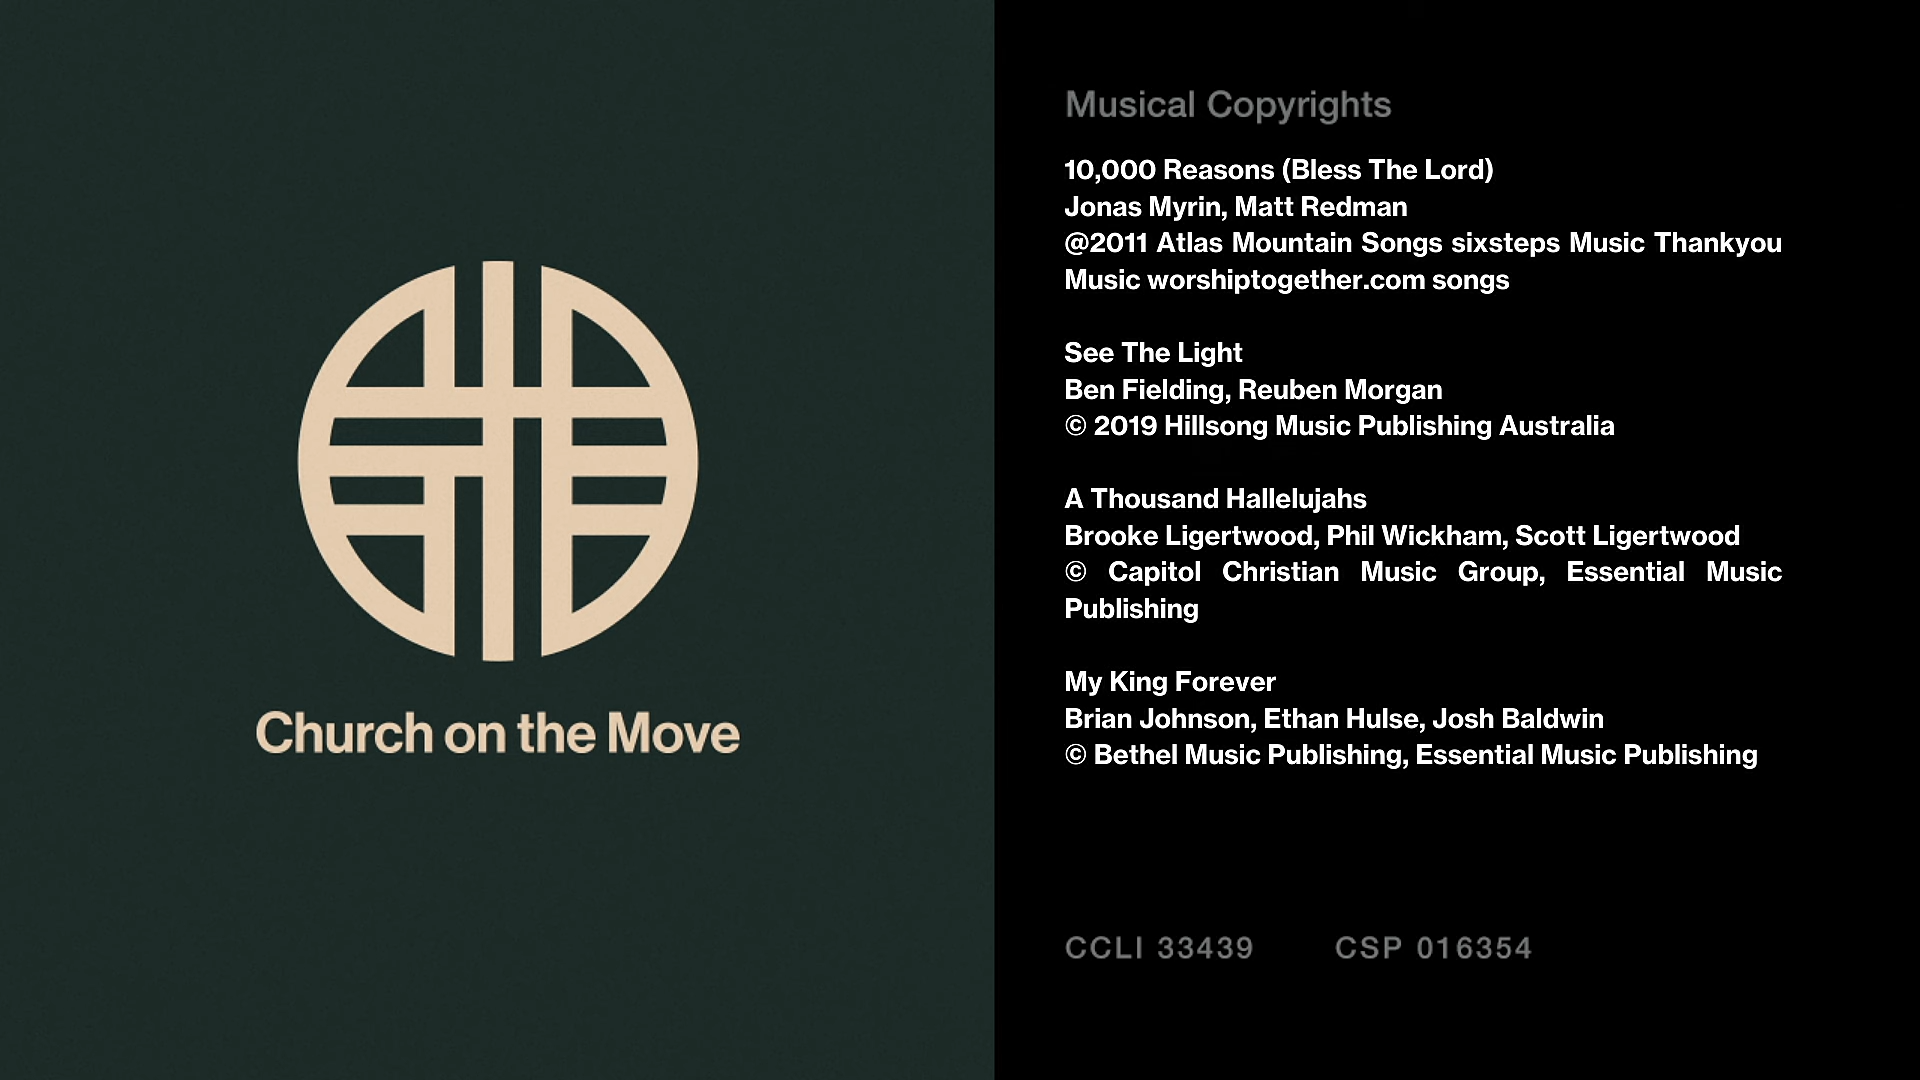 Church on the Move
Musical Copyrights
10,000 Reasons (Bless The Lord)
Jonas Myrin, Matt Redman
@2011 Atlas Mountain Songs sixsteps Music Thankyou
Music worshiptogether.com songs
See The Light
Ben Fielding, Reuben Morgan
© 2019 Hillsong Music Publishing Australia
A Thousand Hallelujahs
Brooke Ligertwood, Phil Wickham, Scott Ligertwood
© Capitol Christian Music Group, Essential Music
Publishing
My King Forever
Brian Johnson, Ethan Hulse, Josh Baldwin
© Bethel Music Publishing, Essential Music Publishing
CCLI 33439 CSP 016354